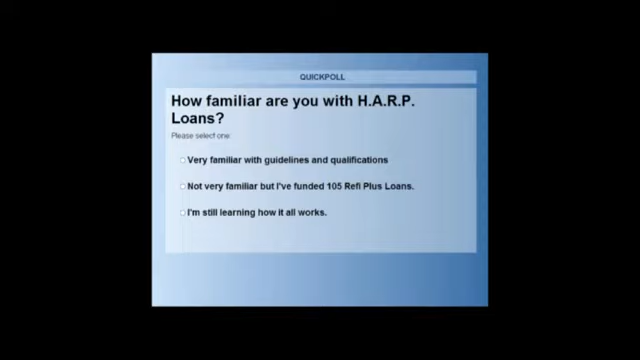 QUICKPOLL
How familiar are you with H.A.R.P.
Loans?
Please select one:
Very familiar with guidelines and qualifications
Not very familiar but I've funded 105 Refi Plus Loans.
I'm still learning how it all works.